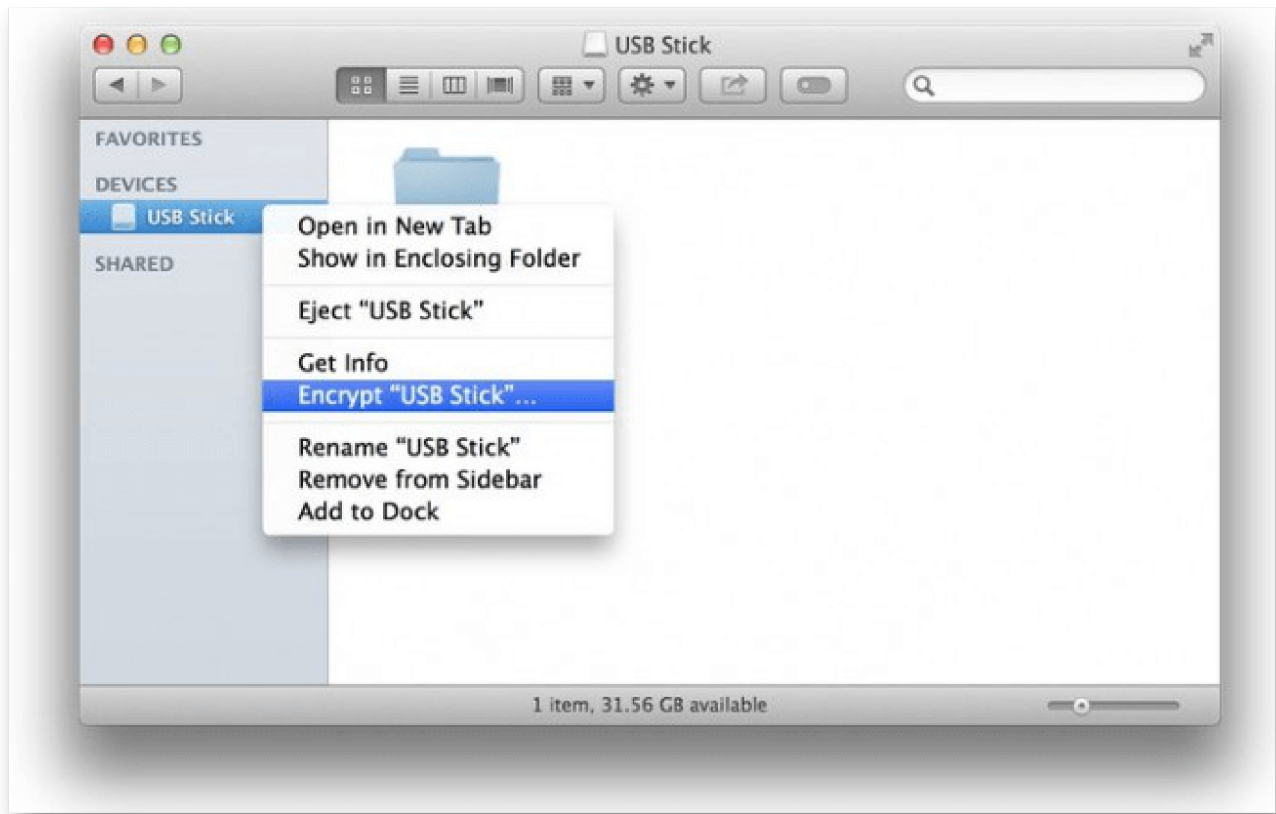 USB Stick
FAVORITES
DEVICES
USB Stick
SHARED
Open in New Tab
Show in Enclosing Folder
Eject “USB Stick”
Get Info
Encrypt “USB Stick”...
Rename “USB Stick”
Remove from Sidebar
Add to Dock
1 item, 31.56 GB available